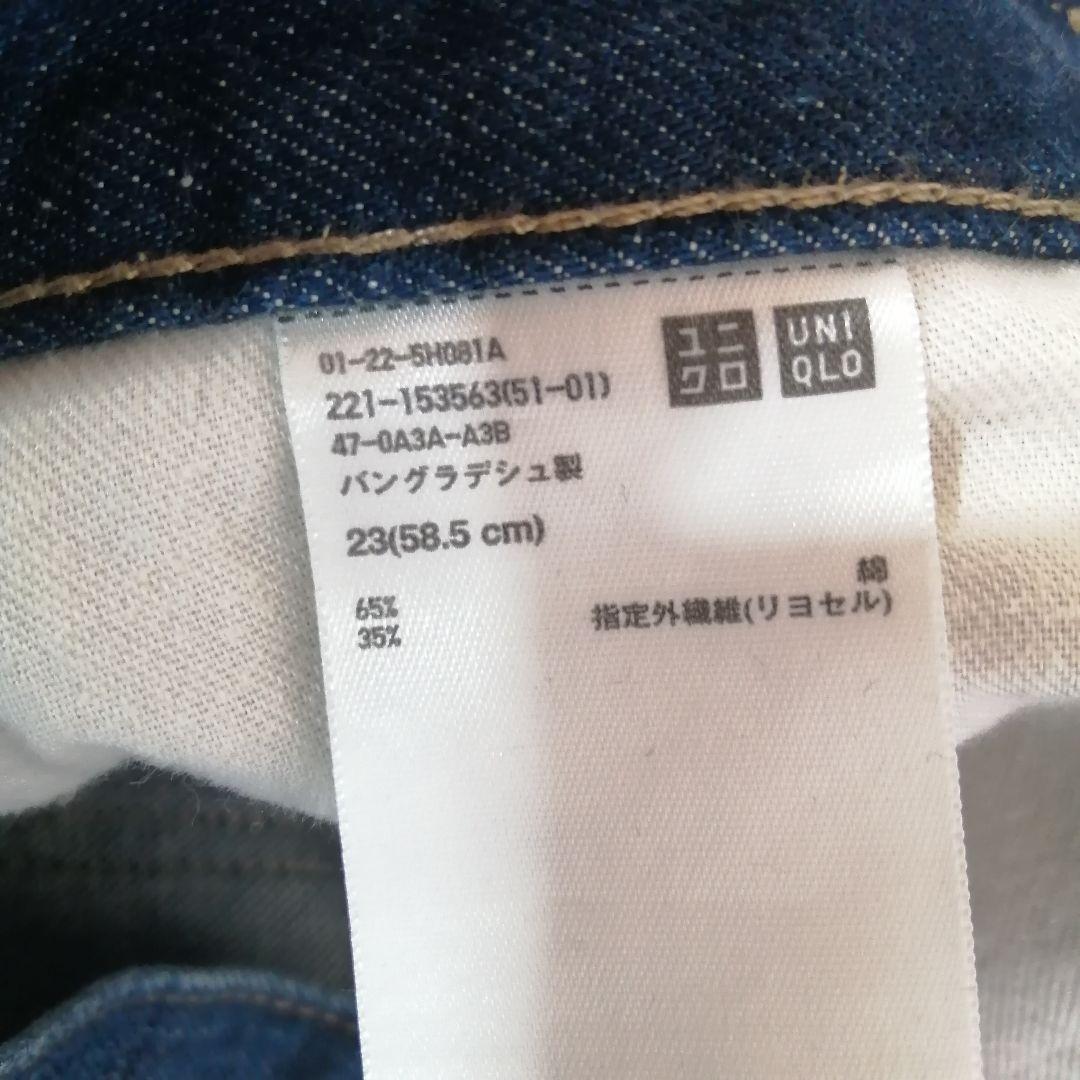 ユニ
クロ
UNI
QLO
01-22-5H081A
221-153563(51-01)
47-0A3A-A3B
バングラデシュ製
23(58.5 cm)
65% 綿
35% 指定外繊維(リヨセル)